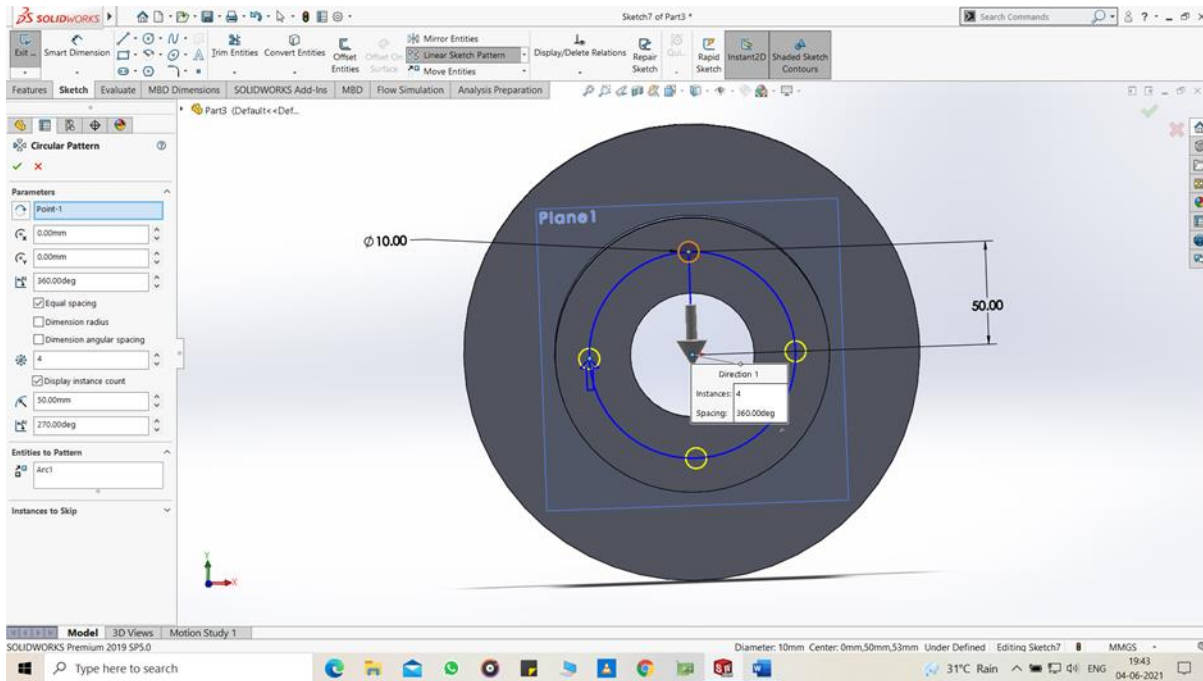 SOLIDWORKS
Sketch7 of Part3 *
Search Commands
?
Exit ...
Smart Dimension
Trim Entities
Convert Entities
Offset Entities
Offset On Surface
Mirror Entities
Linear Sketch Pattern
Move Entities
Display/Delete Relations
Repair Sketch
Qui...
Rapid Sketch
Instant2D
Shaded Sketch Contours
Features Sketch Evaluate MBD Dimensions SOLIDWORKS Add-Ins MBD Flow Simulation Analysis Preparation
Part3 (Default<<Def...
Circular Pattern
Parameters
Point-1
0.00mm
0.00mm
360.00deg
Equal spacing
Dimension radius
Dimension angular spacing
4
Display instance count
50.00mm
270.00deg
Entities to Pattern
Arc1
Instances to Skip
Plane1
Ø10.00
50.00
Direction 1
Instances: 4
Spacing: 360.00deg
Y
X
Model 3D Views Motion Study 1
SOLIDWORKS Premium 2019 SP5.0
Diameter: 10mm Center: 0mm,50mm,53mm Under Defined Editing Sketch7 MMGS
Type here to search
31°C Rain
ENG
19:43
04-06-2021